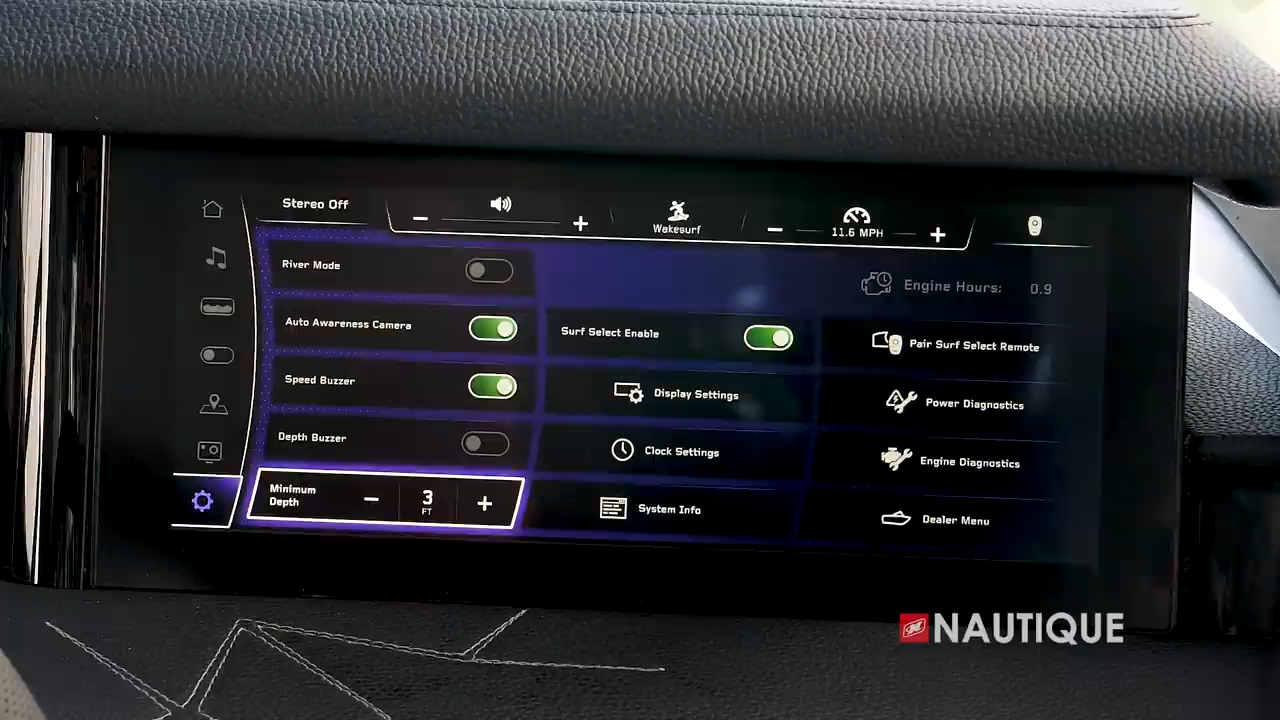 Stereo Off
Wakesurf
11.6 MPH
River Mode
Engine Hours: 0.9
Auto Awareness Camera
Surf Select Enable
Pair Surf Select Remote
Speed Buzzer
Display Settings
Power Diagnostics
Depth Buzzer
Clock Settings
Engine Diagnostics
Minimum
Depth
- 3 +
FT
System Info
Dealer Menu
NAUTIQUE